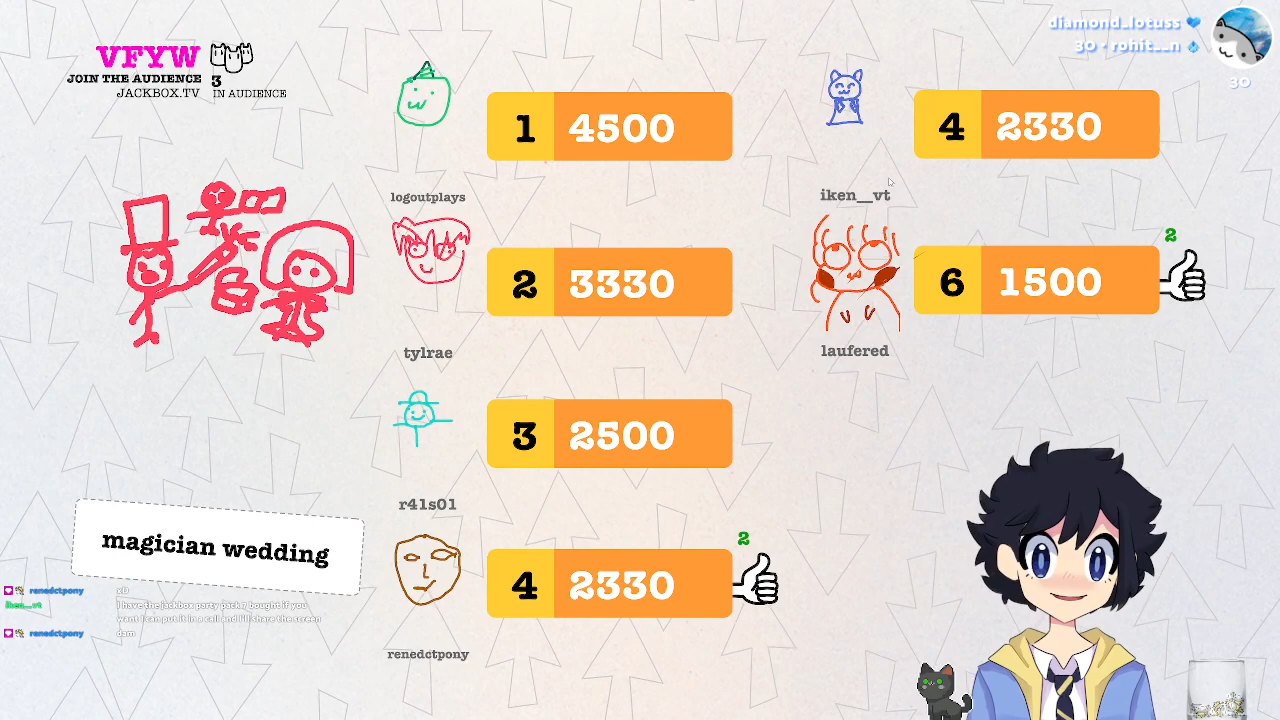 VFYW
JOIN THE AUDIENCE 3
JACKBOX.TV IN AUDIENCE
diamond_lotuss
30 • rohit__n
30
1 4500
logoutplays
2 3330
tylrae
3 2500
r41s01
4 2330
renedctpony
2
4 2330
iken__vt
6 1500
laufered
2
magician wedding
renedctpony xD
iken__vt I have the jackbox party pack 7 bought if you
want I can put it in a call and I'll share the screen
renedctpony dam